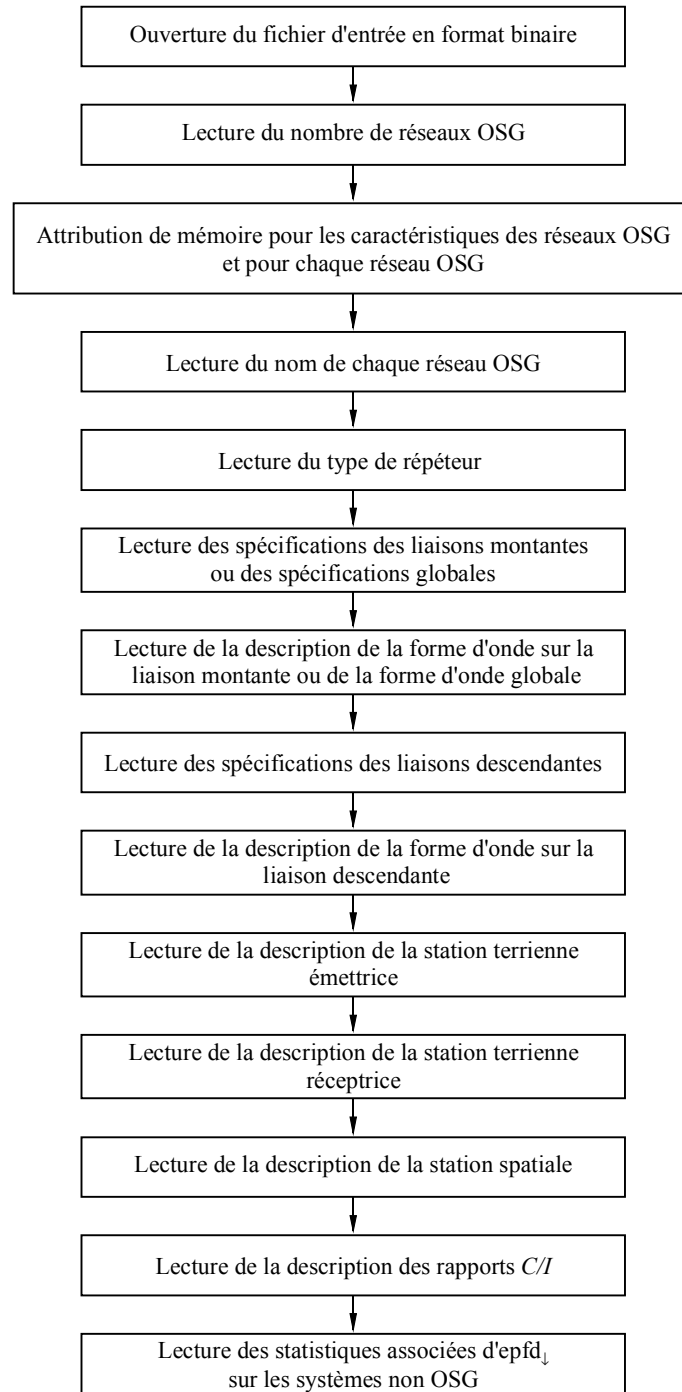 Ouverture du fichier d'entrée en format binaire
Lecture du nombre de réseaux OSG
Attribution de mémoire pour les caractéristiques des réseaux OSG
et pour chaque réseau OSG
Lecture du nom de chaque réseau OSG
Lecture du type de répéteur
Lecture des spécifications des liaisons montantes
ou des spécifications globales
Lecture de la description de la forme d'onde sur la
liaison montante ou de la forme d'onde globale
Lecture des spécifications des liaisons descendantes
Lecture de la description de la forme d'onde sur la
liaison descendante
Lecture de la description de la station terrienne
émettrice
Lecture de la description de la station terrienne
réceptrice
Lecture de la description de la station spatiale
Lecture de la description des rapports C/I
Lecture des statistiques associées d'epfd↓
sur les systèmes non OSG